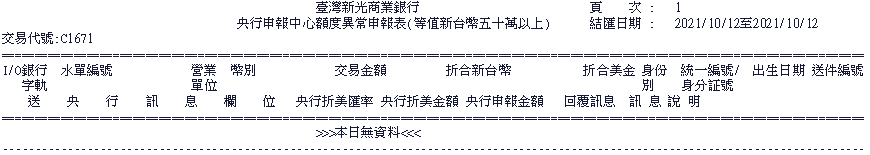 臺灣新光商業銀行 頁 次 : 1
央行申報中心額度異常申報表(等值新台幣五十萬以上) 結匯日期 : 2021/10/12至2021/10/12
交易代號:C1671
I/O銀行 水單編號 營業 幣別 交易金額 折合新台幣 折合美金 身份 統一編號/ 出生日期 送件編號
字軌 單位 別 身分証號
送 央 行 訊 息 欄 位 央行折美匯率 央行折美金額 央行申報金額 回覆訊息 訊 息 說 明
>>>本日無資料<<<